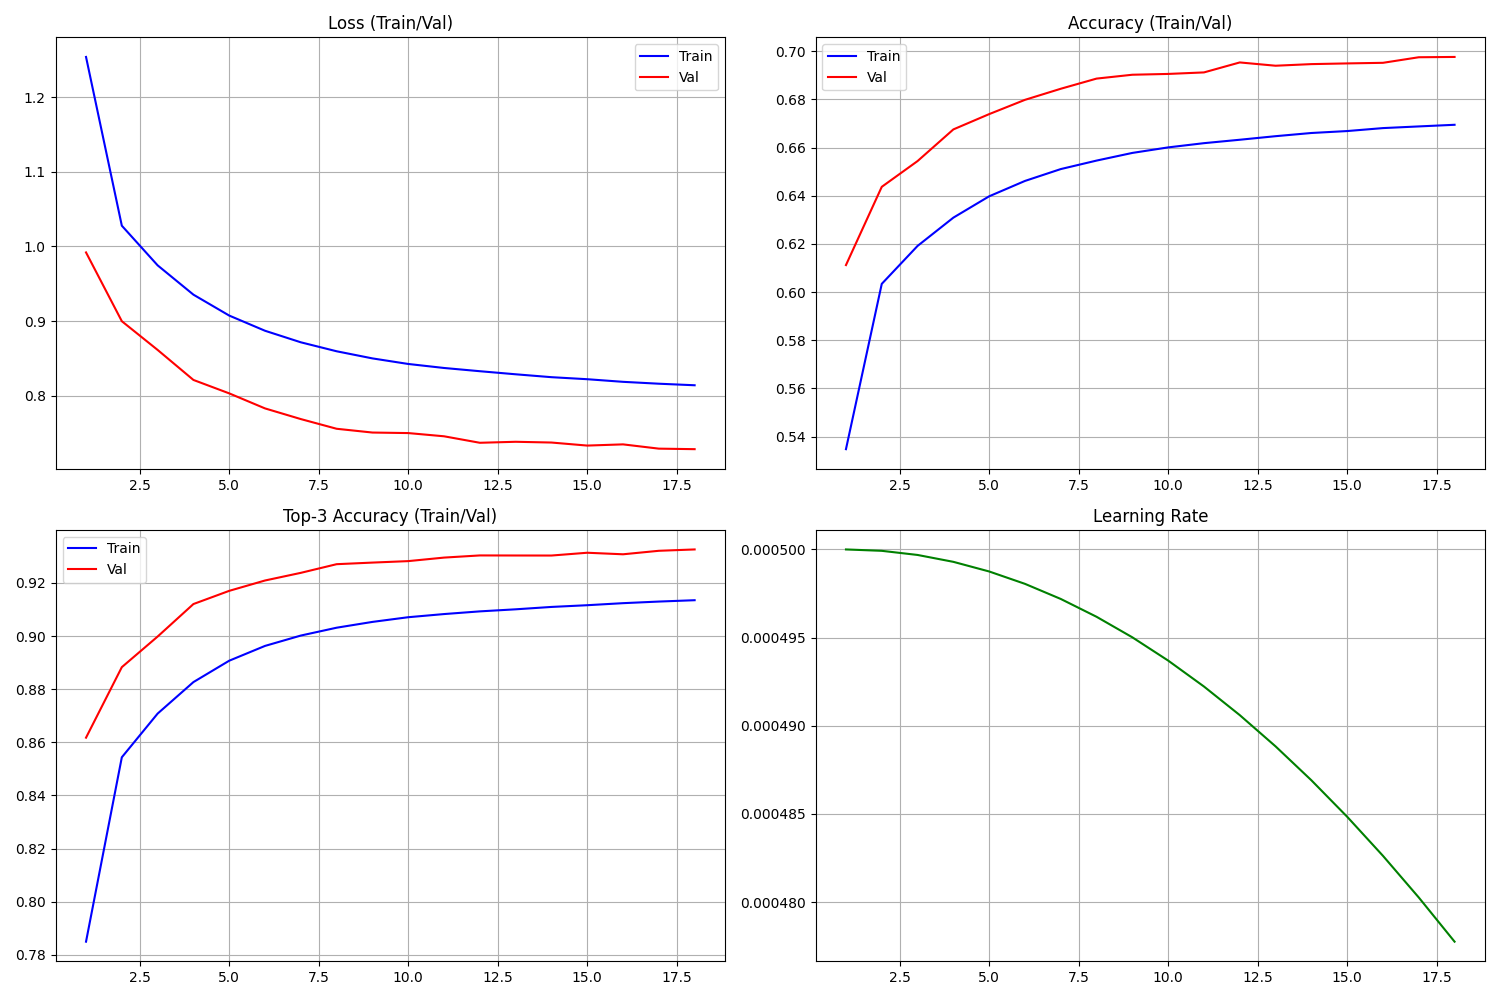 Loss (Train/Val)
Train
Val
1.2
1.1
1.0
0.9
0.8
2.5 5.0 7.5 10.0 12.5 15.0 17.5
Accuracy (Train/Val)
Train
Val
0.70
0.68
0.66
0.64
0.62
0.60
0.58
0.56
0.54
2.5 5.0 7.5 10.0 12.5 15.0 17.5
Top-3 Accuracy (Train/Val)
Train
Val
0.92
0.90
0.88
0.86
0.84
0.82
0.80
0.78
2.5 5.0 7.5 10.0 12.5 15.0 17.5
Learning Rate
0.000500
0.000495
0.000490
0.000485
0.000480
2.5 5.0 7.5 10.0 12.5 15.0 17.5